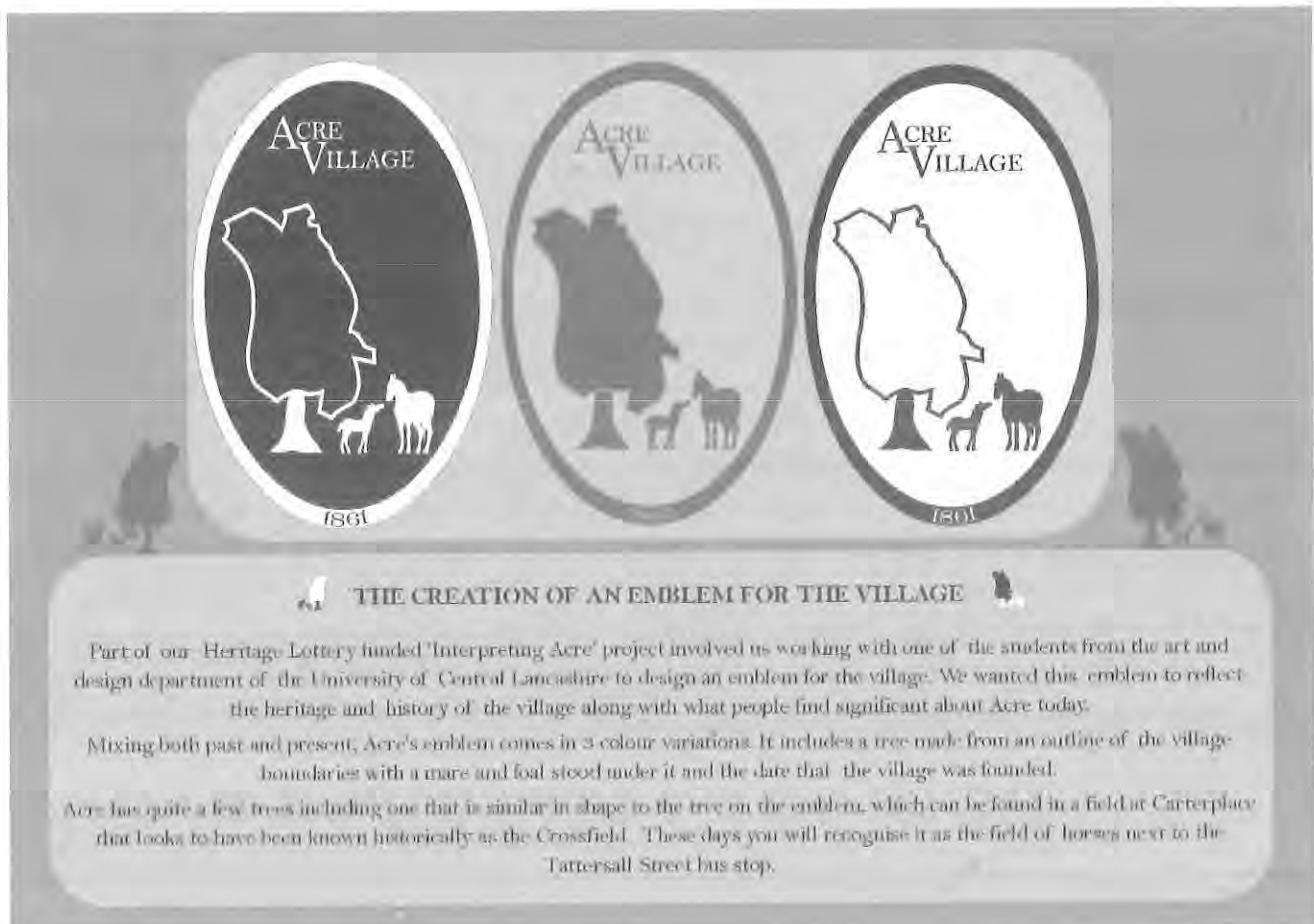 ACRE
VILLAGE
ACRE
VILLAGE
ACRE
VILLAGE
1861
1861
THE CREATION OF AN EMBLEM FOR THE VILLAGE
Part of our Heritage Lottery funded 'Interpreting Acre' project involved us working with one of the students from the art and
design department of the University of Central Lancashire to design an emblem for the village. We wanted this emblem to reflect
the heritage and history of the village along with what people find significant about Acre today.
Mixing both past and present, Acre's emblem comes in 3 colour variations. It includes a tree made from an outline of the village
boundaries with a mare and foal stood under it and the date that the village was founded.
Acre has quite a few trees including one that is similar in shape to the tree on the emblem, which can be found in a field at Carterplace
that looks to have been known historically as the Crossfield. These days you will recognise it as the field of horses next to the
Tattersall Street bus stop.